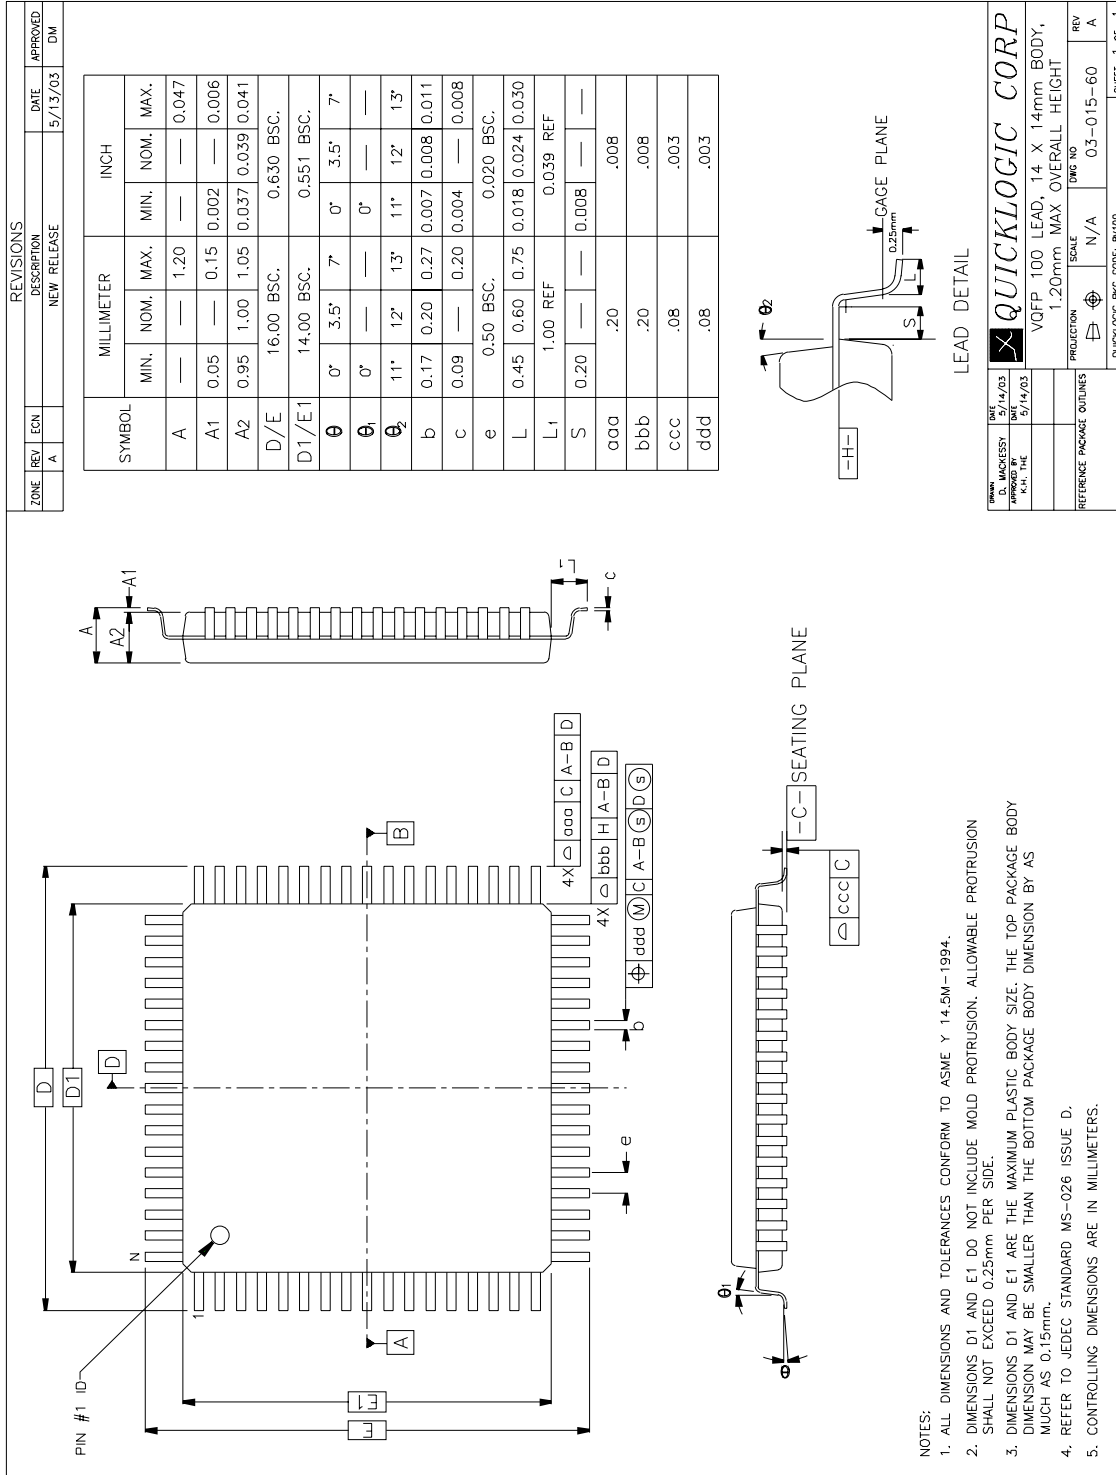 REVISIONS
ZONE REV ECN DESCRIPTION DATE APPROVED
A NEW RELEASE 5/13/03 DM
SYMBOL MILLIMETER INCH
MIN. NOM. MAX. MIN. NOM. MAX.
A — — 1.20 — — 0.047
A1 0.05 — 0.15 0.002 — 0.006
A2 0.95 1.00 1.05 0.037 0.039 0.041
D/E 16.00 BSC. 0.630 BSC.
D1/E1 14.00 BSC. 0.551 BSC.
θ 0° 3.5° 7° 0° 3.5° 7°
θ1 0° — — 0° — —
θ2 11° 12° 13° 11° 12° 13°
b 0.17 0.20 0.27 0.007 0.008 0.011
c 0.09 — 0.20 0.004 — 0.008
e 0.50 BSC. 0.020 BSC.
L 0.45 0.60 0.75 0.018 0.024 0.030
L1 1.00 REF 0.039 REF
S 0.20 — — 0.008 — —
aaa .20 .008
bbb .20 .008
ccc .08 .003
ddd .08 .003
PIN #1 ID
N
1
D
D1
D
E
E1
A
B
e
b
4X aaa C A-B D
4X bbb H A-B D
ddd M C A-B S D S
A
A1
A2
L1
c
θ1
θ
-C- SEATING PLANE
ccc C
-H-
θ2
S
L
0.25mm
GAGE PLANE
LEAD DETAIL
NOTES:
1. ALL DIMENSIONS AND TOLERANCES CONFORM TO ASME Y 14.5M-1994.
2. DIMENSIONS D1 AND E1 DO NOT INCLUDE MOLD PROTRUSION. ALLOWABLE PROTRUSION
SHALL NOT EXCEED 0.25mm PER SIDE.
3. DIMENSIONS D1 AND E1 ARE THE MAXIMUM PLASTIC BODY SIZE. THE TOP PACKAGE BODY
DIMENSION MAY BE SMALLER THAN THE BOTTOM PACKAGE BODY DIMENSION BY AS
MUCH AS 0.15mm.
4. REFER TO JEDEC STANDARD MS-026 ISSUE D.
5. CONTROLLING DIMENSIONS ARE IN MILLIMETERS.
DRAWN D. MACKESSY DATE 5/14/03
APPROVED BY K.H. THE DATE 5/14/03
REFERENCE PACKAGE OUTLINES
QUICKLOGIC CORP
VQFP 100 LEAD, 14 X 14mm BODY,
1.20mm MAX OVERALL HEIGHT
PROJECTION SCALE DWG NO REV
N/A 03-015-60 A